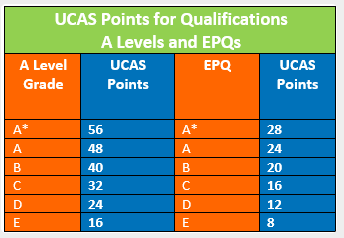 UCAS Points for Qualifications
A Levels and EPQs
A Level Grade UCAS Points EPQ UCAS Points
A* 56 A* 28
A 48 A 24
B 40 B 20
C 32 C 16
D 24 D 12
E 16 E 8